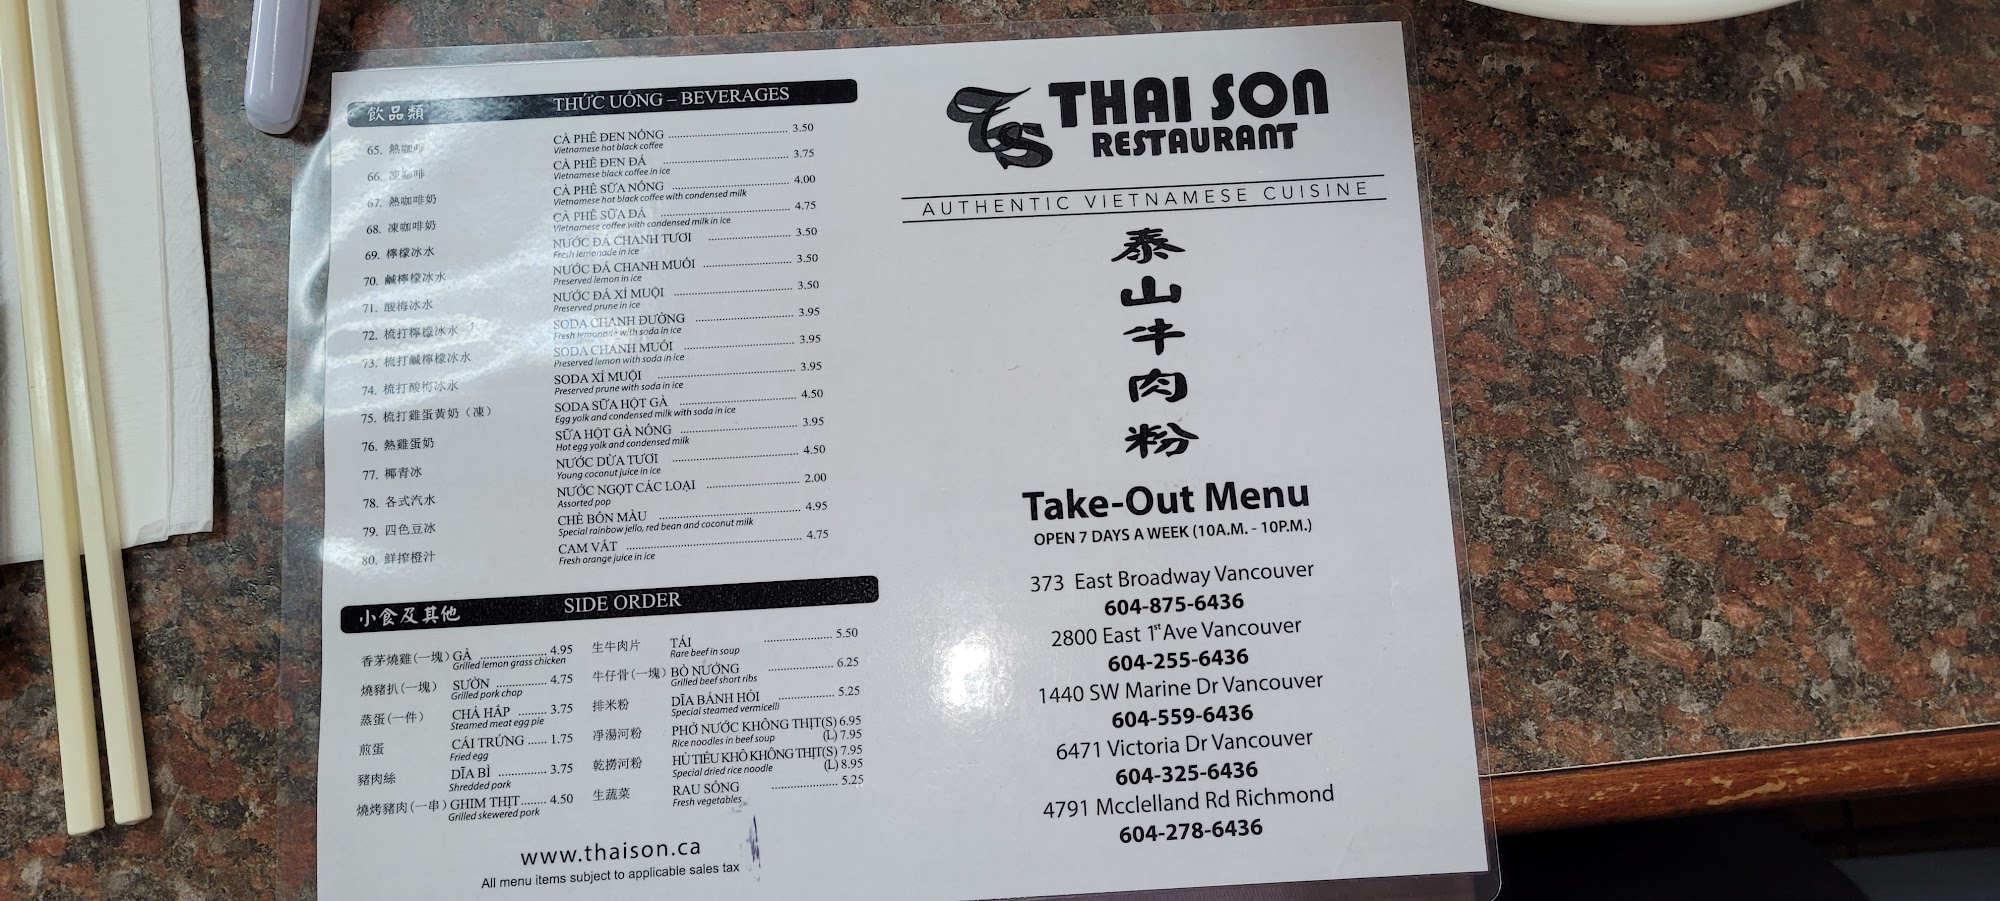 飲品類 THỨC UỐNG – BEVERAGES
65. 熱咖啡 CÀ PHÊ ĐEN NÓNG 3.50
Vietnamese hot black coffee
66. 凍咖啡 CÀ PHÊ ĐEN ĐÁ 3.75
Vietnamese black coffee in ice
67. 熱咖啡奶 CÀ PHÊ SỮA NÓNG 4.00
Vietnamese hot black coffee with condensed milk
68. 凍咖啡奶 CÀ PHÊ SỮA ĐÁ 4.75
Vietnamese coffee with condensed milk in ice
69. 檸檬冰水 NƯỚC ĐÁ CHANH TƯƠI 3.50
Fresh lemonade in ice
70. 鹹檸檬冰水 NƯỚC ĐÁ CHANH MUỐI 3.50
Preserved lemon in ice
71. 酸梅冰水 NƯỚC ĐÁ XÍ MUỘI 3.50
Preserved prune in ice
72. 梳打檸檬冰水 SODA CHANH ĐƯỜNG 3.95
Fresh lemonade with soda in ice
73. 梳打鹹檸檬冰水 SODA CHANH MUỐI 3.95
Preserved lemon with soda in ice
74. 梳打酸梅冰水 SODA XÍ MUỘI 3.95
Preserved prune with soda in ice
75. 梳打雞蛋黃奶（凍） SODA SỮA HỘT GÀ 4.50
Egg yolk and condensed milk with soda in ice
76. 熱雞蛋奶 SỮA HỘT GÀ NÓNG 3.95
Hot egg yolk and condensed milk
77. 椰青冰 NƯỚC DỪA TƯƠI 4.50
Young coconut juice in ice
78. 各式汽水 NƯỚC NGỌT CÁC LOẠI 2.00
Assorted pop
79. 四色豆冰 CHÈ BỐN MÀU 4.95
Special rainbow jello, red bean and coconut milk
80. 鮮搾橙汁 CAM VẮT 4.75
Fresh orange juice in ice
小食及其他 SIDE ORDER
香茅燒雞(一塊) GÀ 4.95
Grilled lemon grass chicken
燒豬扒(一塊) SƯỜN 4.75
Grilled pork chop
蒸蛋(一件) CHẢ HẤP 3.75
Steamed meat egg pie
煎蛋 CÁI TRỨNG 1.75
Fried egg
豬肉絲 DĨA BÌ 3.75
Shredded pork
燒烤豬肉(一串) GHIM THỊT 4.50
Grilled skewered pork
生牛肉片 TÁI 5.50
Rare beef in soup
牛仔骨(一塊) BÒ NƯỚNG 6.25
Grilled beef short ribs
排米粉 DĨA BÁNH HỎI 5.25
Special steamed vermicelli
凈湯河粉 PHỞ NƯỚC KHÔNG THỊT(S) 6.95
Rice noodles in beef soup (L) 7.95
乾撈河粉 HỦ TIẾU KHÔ KHÔNG THỊT(S) 7.95
Special dried rice noodle (L) 8.95
生蔬菜 RAU SỐNG 5.25
Fresh vegetables
www.thaison.ca
All menu items subject to applicable sales tax
TS THAI SON
RESTAURANT
AUTHENTIC VIETNAMESE CUISINE
泰
山
牛
肉
粉
Take-Out Menu
OPEN 7 DAYS A WEEK (10A.M. - 10P.M.)
373 East Broadway Vancouver
604-875-6436
2800 East 1st Ave Vancouver
604-255-6436
1440 SW Marine Dr Vancouver
604-559-6436
6471 Victoria Dr Vancouver
604-325-6436
4791 Mcclelland Rd Richmond
604-278-6436